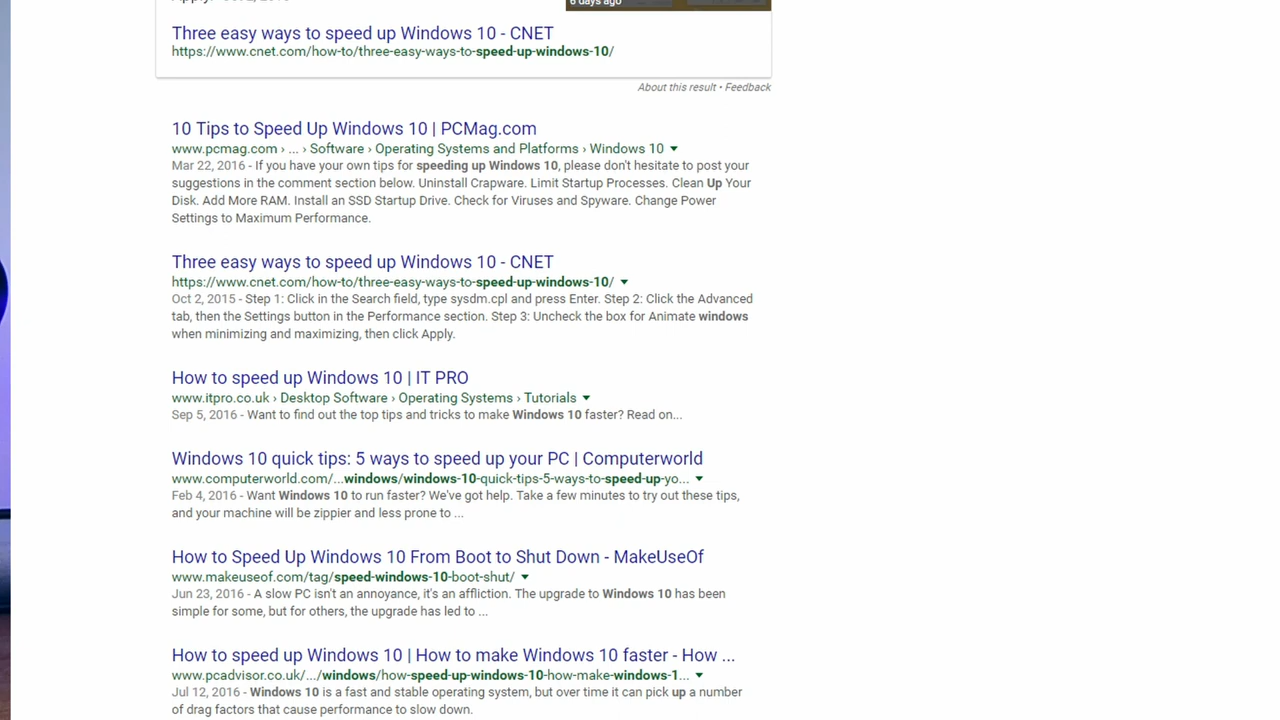 6 days ago
Three easy ways to speed up Windows 10 - CNET
https://www.cnet.com/how-to/three-easy-ways-to-speed-up-windows-10/
About this result • Feedback
10 Tips to Speed Up Windows 10 | PCMag.com
www.pcmag.com › ... › Software › Operating Systems and Platforms › Windows 10
Mar 22, 2016 - If you have your own tips for speeding up Windows 10, please don't hesitate to post your
suggestions in the comment section below. Uninstall Crapware. Limit Startup Processes. Clean Up Your
Disk. Add More RAM. Install an SSD Startup Drive. Check for Viruses and Spyware. Change Power
Settings to Maximum Performance.
Three easy ways to speed up Windows 10 - CNET
https://www.cnet.com/how-to/three-easy-ways-to-speed-up-windows-10/
Oct 2, 2015 - Step 1: Click in the Search field, type sysdm.cpl and press Enter. Step 2: Click the Advanced
tab, then the Settings button in the Performance section. Step 3: Uncheck the box for Animate windows
when minimizing and maximizing, then click Apply.
How to speed up Windows 10 | IT PRO
www.itpro.co.uk › Desktop Software › Operating Systems › Tutorials
Sep 5, 2016 - Want to find out the top tips and tricks to make Windows 10 faster? Read on...
Windows 10 quick tips: 5 ways to speed up your PC | Computerworld
www.computerworld.com/...windows/windows-10-quick-tips-5-ways-to-speed-up-yo...
Feb 4, 2016 - Want Windows 10 to run faster? We've got help. Take a few minutes to try out these tips,
and your machine will be zippier and less prone to ...
How to Speed Up Windows 10 From Boot to Shut Down - MakeUseOf
www.makeuseof.com/tag/speed-windows-10-boot-shut/
Jun 23, 2016 - A slow PC isn't an annoyance, it's an affliction. The upgrade to Windows 10 has been
simple for some, but for others, the upgrade has led to ...
How to speed up Windows 10 | How to make Windows 10 faster - How ...
www.pcadvisor.co.uk/.../windows/how-speed-up-windows-10-how-make-windows-1...
Jul 12, 2016 - Windows 10 is a fast and stable operating system, but over time it can pick up a number
of drag factors that cause performance to slow down.